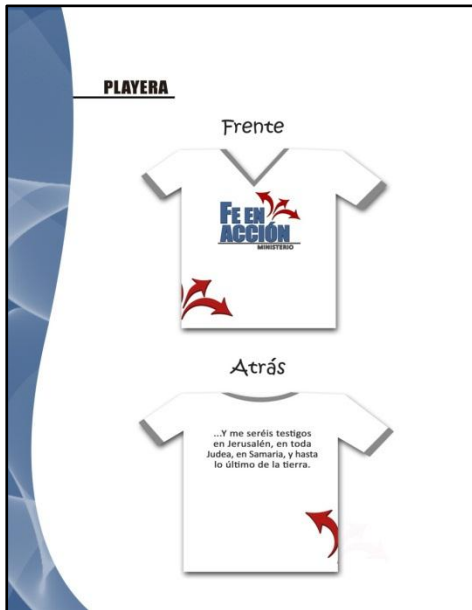 PLAYERA
Frente
FE EN
ACCIÓN
MINISTERIO
Atrás
...Y me seréis testigos
en Jerusalén, en toda
Judea, en Samaria, y hasta
lo último de la tierra.